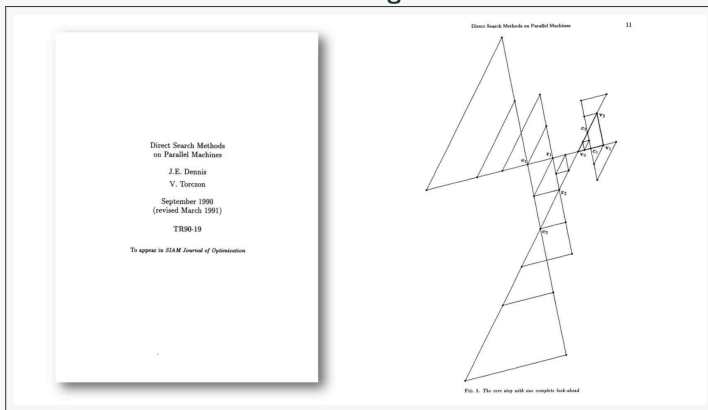 Direct Search Methods
on Parallel Machines
J.E. Dennis
V. Torczon
September 1990
(revised March 1991)
TR90-19
To appear in SIAM Journal of Optimization
Direct Search Methods on Parallel Machines 11
FIG. 5. The core step with one complete look-ahead